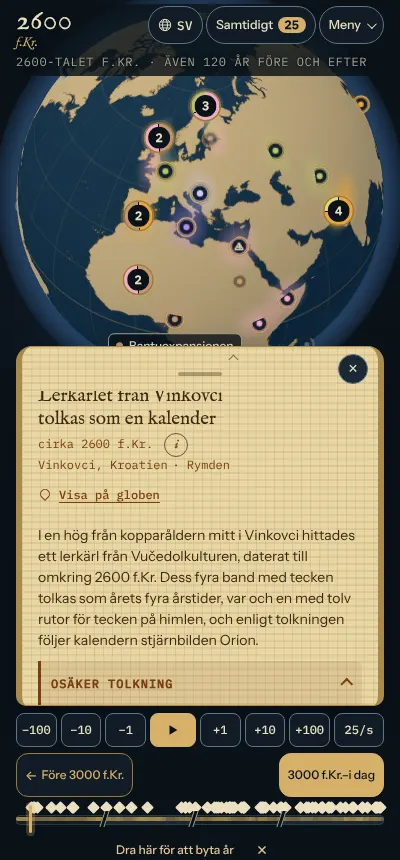 2600
f.Kr.
SV
Samtidigt 25
Meny
2600-TALET F.KR. · ÄVEN 120 ÅR FÖRE OCH EFTER
3
2
2
4
2
Bantuexpansionen
Lerkärlet från Vinkovci
tolkas som en kalender
cirka 2600 f.Kr. i
Vinkovci, Kroatien · Rymden
Visa på globen
I en hög från kopparåldern mitt i Vinkovci hittades
ett lerkärl från Vučedolkulturen, daterat till
omkring 2600 f.Kr. Dess fyra band med tecken
tolkas som årets fyra årstider, var och en med tolv
rutor för tecken på himlen, och enligt tolkningen
följer kalendern stjärnbilden Orion.
OSÄKER TOLKNING
−100 −10 −1 +1 +10 +100 25/s
← Före 3000 f.Kr.
3000 f.Kr.–i dag
Dra här för att byta år ×